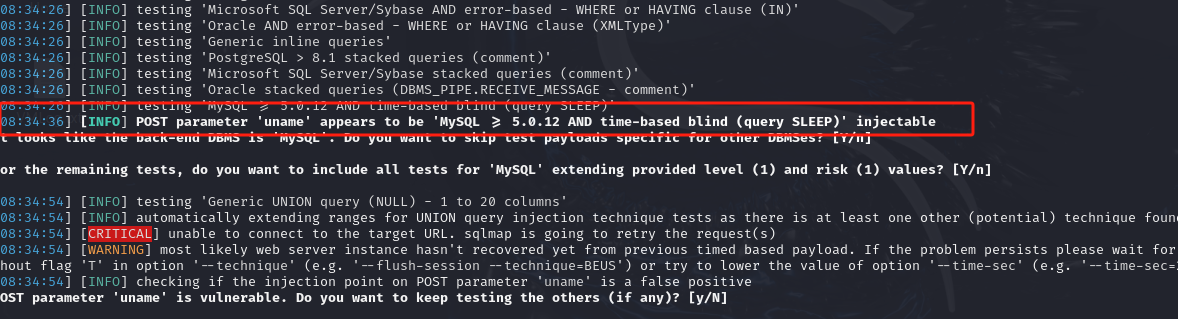 08:34:26] [INFO] testing 'Microsoft SQL Server/Sybase AND error-based - WHERE or HAVING clause (IN)'
08:34:26] [INFO] testing 'Oracle AND error-based - WHERE or HAVING clause (XMLType)'
08:34:26] [INFO] testing 'Generic inline queries'
08:34:26] [INFO] testing 'PostgreSQL > 8.1 stacked queries (comment)'
08:34:26] [INFO] testing 'Microsoft SQL Server/Sybase stacked queries (comment)'
08:34:26] [INFO] testing 'Oracle stacked queries (DBMS_PIPE.RECEIVE_MESSAGE - comment)'
08:34:26] [INFO] testing 'MySQL ≥ 5.0.12 AND time-based blind (query SLEEP)'
08:34:36] [INFO] POST parameter 'uname' appears to be 'MySQL ≥ 5.0.12 AND time-based blind (query SLEEP)' injectable
t looks like the back-end DBMS is 'MySQL'. Do you want to skip test payloads specific for other DBMSes? [Y/n]
or the remaining tests, do you want to include all tests for 'MySQL' extending provided level (1) and risk (1) values? [Y/n]
08:34:54] [INFO] testing 'Generic UNION query (NULL) - 1 to 20 columns'
08:34:54] [INFO] automatically extending ranges for UNION query injection technique tests as there is at least one other (potential) technique foun
08:34:54] [CRITICAL] unable to connect to the target URL. sqlmap is going to retry the request(s)
08:34:54] [WARNING] most likely web server instance hasn't recovered yet from previous timed based payload. If the problem persists please wait for
hout flag 'T' in option '--technique' (e.g. '--flush-session --technique=BEUS') or try to lower the value of option '--time-sec' (e.g. '--time-sec=
08:34:54] [INFO] checking if the injection point on POST parameter 'uname' is a false positive
OST parameter 'uname' is vulnerable. Do you want to keep testing the others (if any)? [y/N]